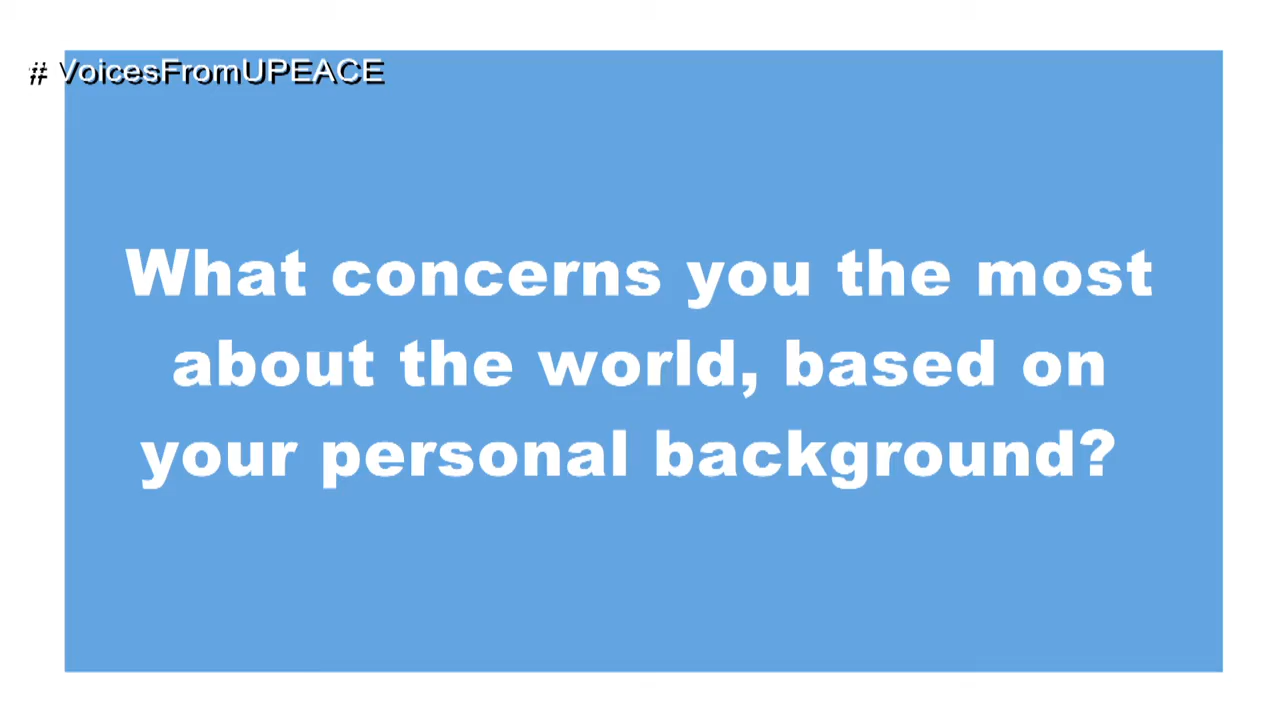 # VoicesFromUPEACE
What concerns you the most
about the world, based on
your personal background?